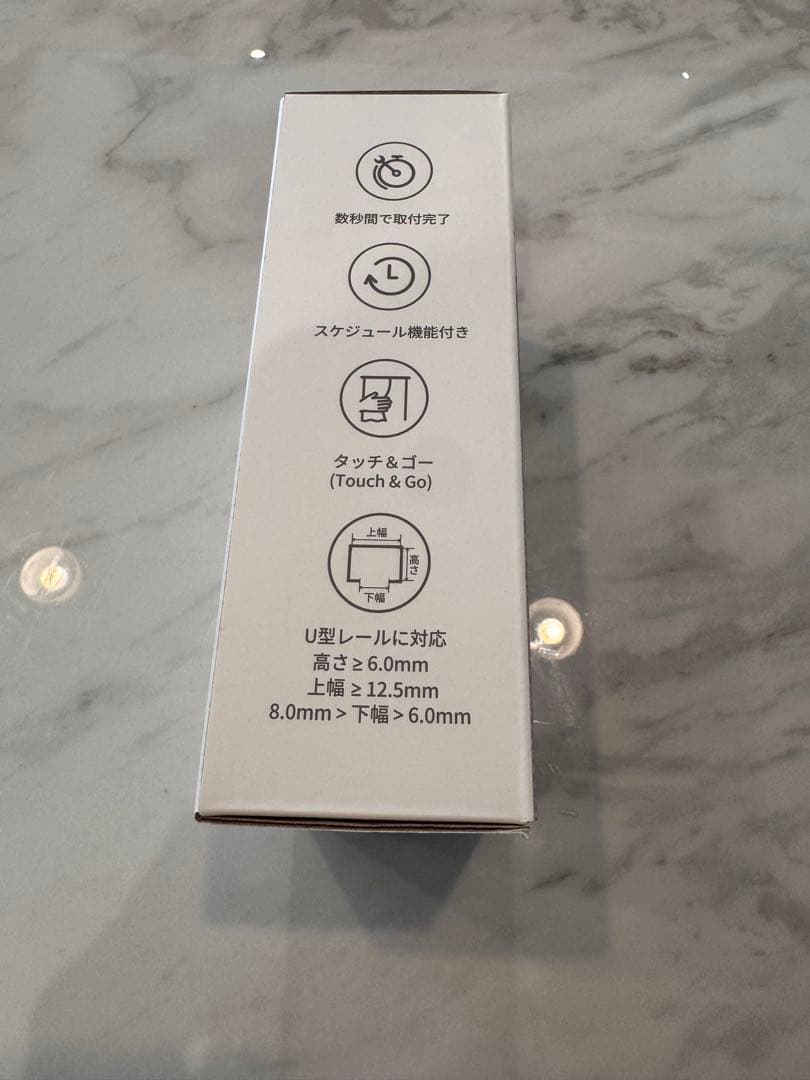 数秒間で取付完了
スケジュール機能付き
タッチ＆ゴー
(Touch & Go)
上幅
高さ
下幅
U型レールに対応
高さ ≥ 6.0mm
上幅 ≥ 12.5mm
8.0mm > 下幅 > 6.0mm